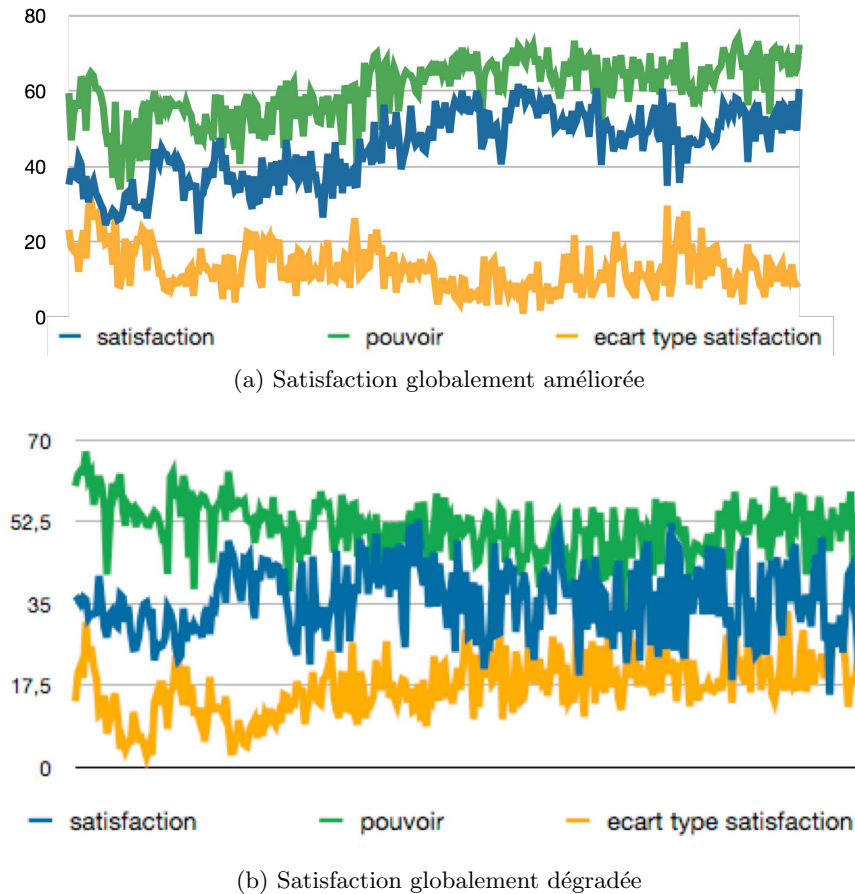 80
60
40
20
0
satisfaction pouvoir ecart type satisfaction
(a) Satisfaction globalement améliorée
70
52,5
35
17,5
0
satisfaction pouvoir ecart type satisfaction
(b) Satisfaction globalement dégradée